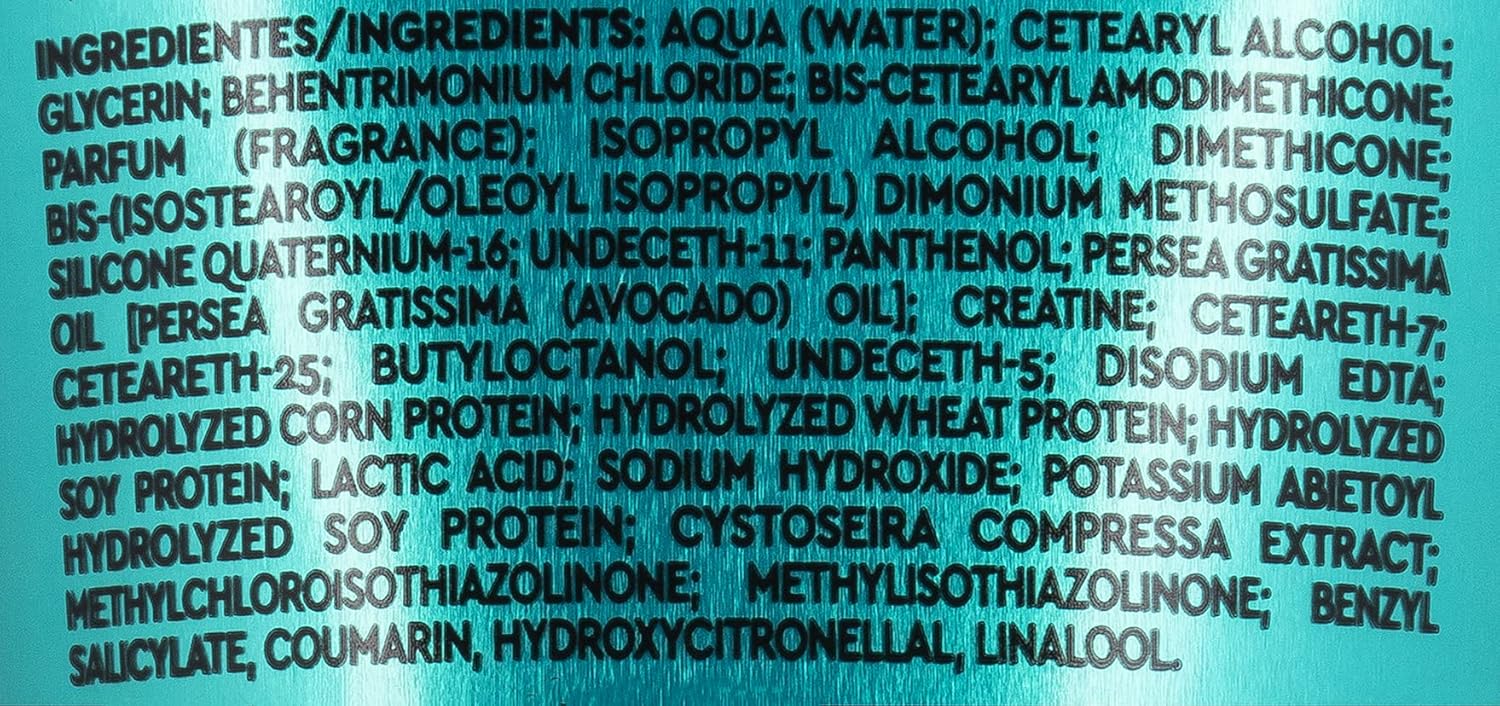 INGREDIENTES/INGREDIENTS: AQUA (WATER); CETEARYL ALCOHOL;
GLYCERIN; BEHENTRIMONIUM CHLORIDE; BIS-CETEARYL AMODIMETHICONE;
PARFUM (FRAGRANCE); ISOPROPYL ALCOHOL; DIMETHICONE;
BIS-(ISOSTEAROYL/OLEOYL ISOPROPYL) DIMONIUM METHOSULFATE;
SILICONE QUATERNIUM-16; UNDECETH-11; PANTHENOL; PERSEA GRATISSIMA
OIL [PERSEA GRATISSIMA (AVOCADO) OIL]; CREATINE; CETEARETH-7;
CETEARETH-25; BUTYLOCTANOL; UNDECETH-5; DISODIUM EDTA;
HYDROLYZED CORN PROTEIN; HYDROLYZED WHEAT PROTEIN; HYDROLYZED
SOY PROTEIN; LACTIC ACID; SODIUM HYDROXIDE; POTASSIUM ABIETOYL
HYDROLYZED SOY PROTEIN; CYSTOSEIRA COMPRESSA EXTRACT;
METHYLCHLOROISOTHIAZOLINONE; METHYLISOTHIAZOLINONE; BENZYL
SALICYLATE, COUMARIN, HYDROXYCITRONELLAL, LINALOOL.